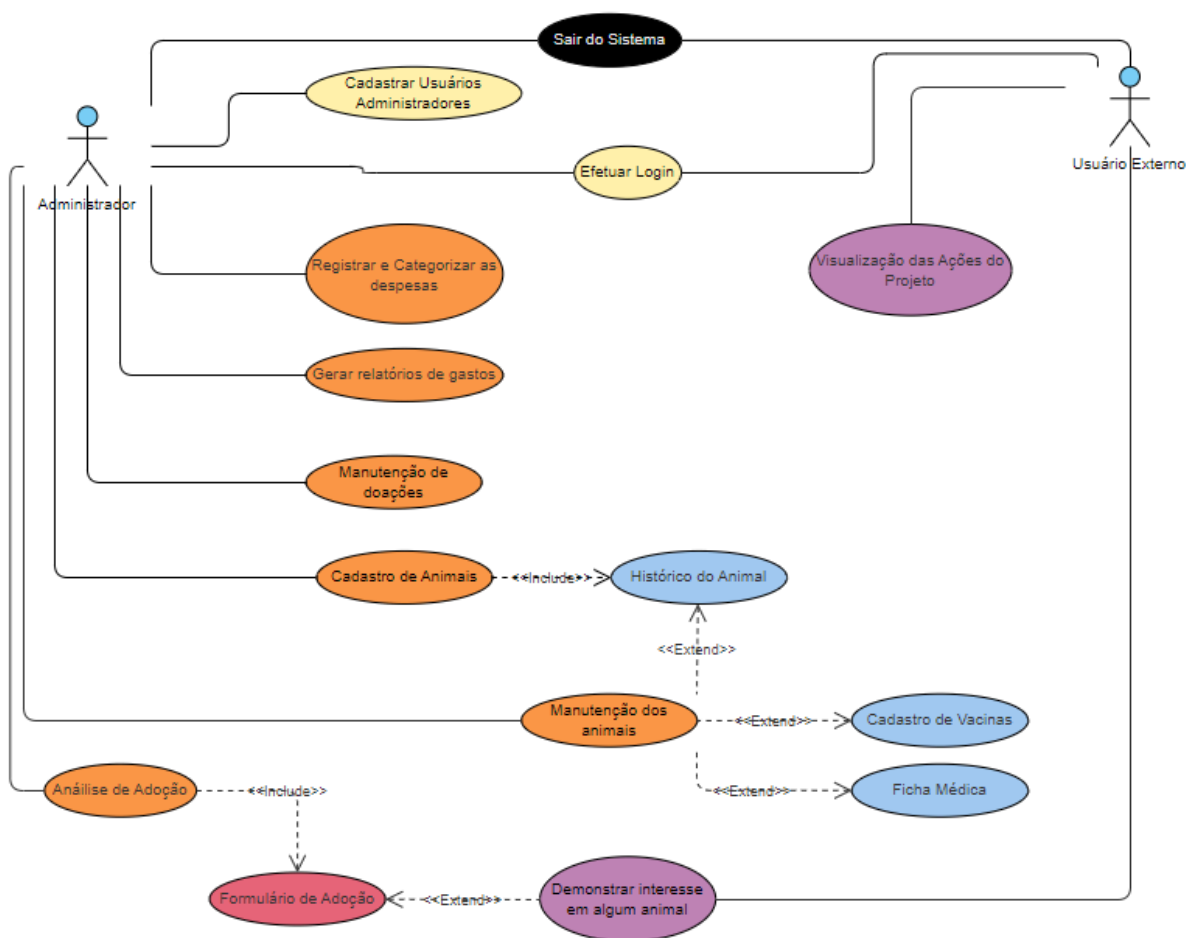 Sair do Sistema
Cadastrar Usuários
Administradores
Efetuar Login
Usuário Externo
Administrador
Registrar e Categorizar as
despesas
Visualização das Ações do
Projeto
Gerar relatórios de gastos
Manutenção de
doações
Cadastro de Animais
<<Include>>
Histórico do Animal
<<Extend>>
Manutenção dos
animais
<<Extend>>
Cadastro de Vacinas
Anáilise de Adoção
<<Include>>
<<Extend>>
Ficha Médica
Formulário de Adoção
<<Extend>>
Demonstrar interesse
em algum animal